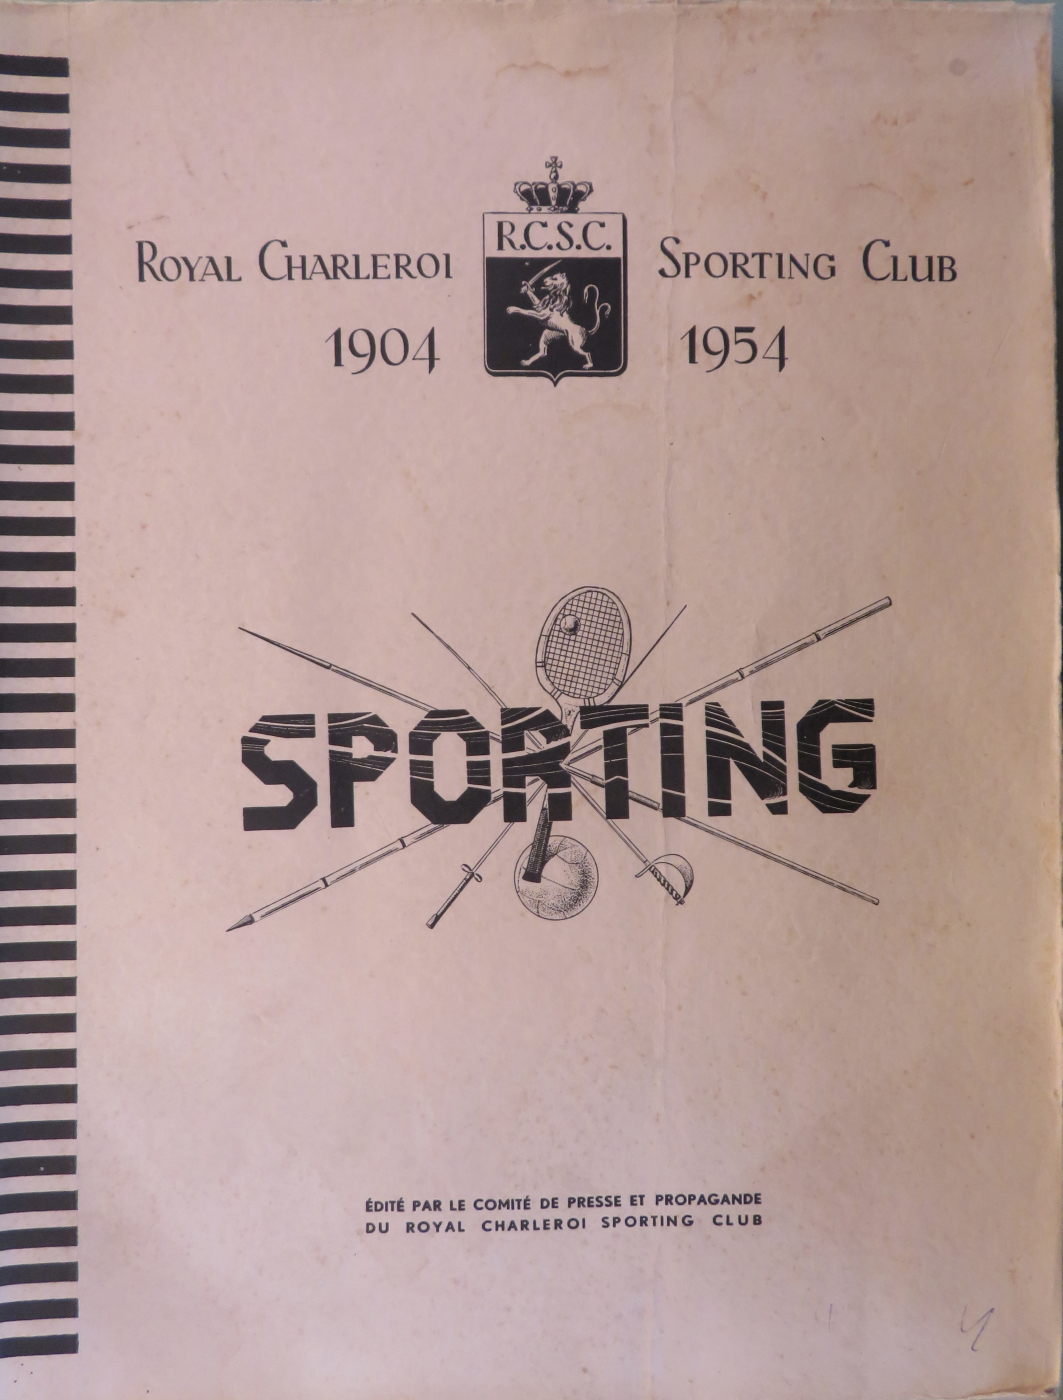 R.C.S.C.
ROYAL CHARLEROI SPORTING CLUB
1904 1954
SPORTING
ÉDITÉ PAR LE COMITÉ DE PRESSE ET PROPAGANDE
DU ROYAL CHARLEROI SPORTING CLUB